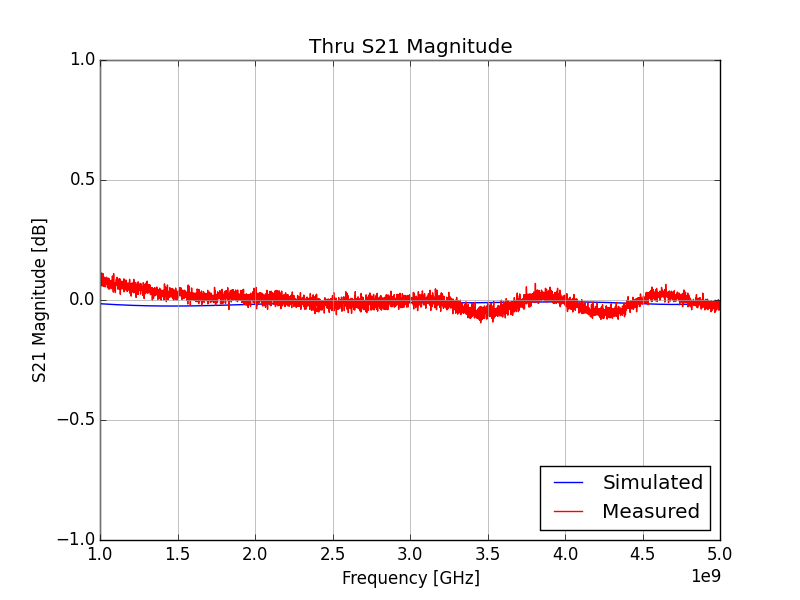 Thru S21 Magnitude
1.0
0.5
0.0
−0.5
−1.0
S21 Magnitude [dB]
Simulated
Measured
1.0 1.5 2.0 2.5 3.0 3.5 4.0 4.5 5.0
1e9
Frequency [GHz]